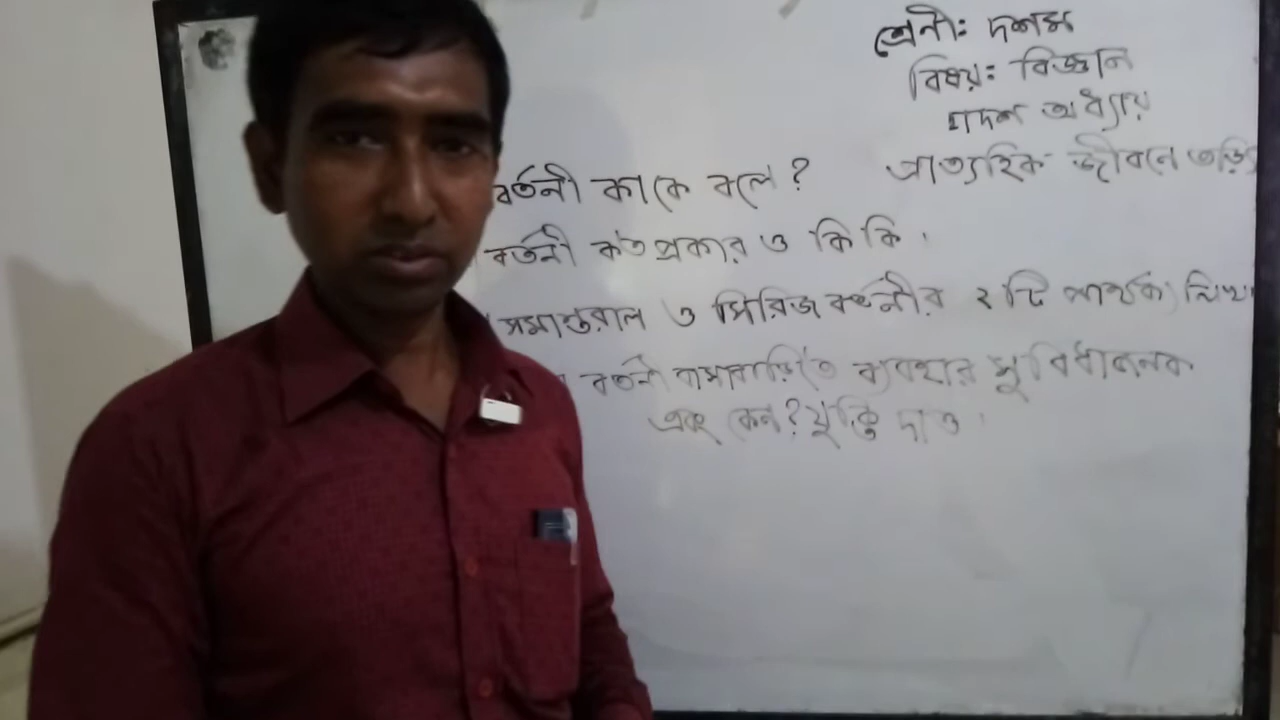 শ্রেনী: দশম
বিষয়: বিজ্ঞান
দাদশ অধ্যায়
প্রাত্যহিক জীবনে তড়ি
বর্তনী কাকে বলে?
বর্তনী কত প্রকার ও কি কি।
সমান্তরাল ও সিরিজ বর্তনীর ২টি পার্থক্য লিখ
বর্তনী বাসাবাড়িতে ব্যবহার সুবিধাজনক
এবং কেন? যুক্তি দাও।